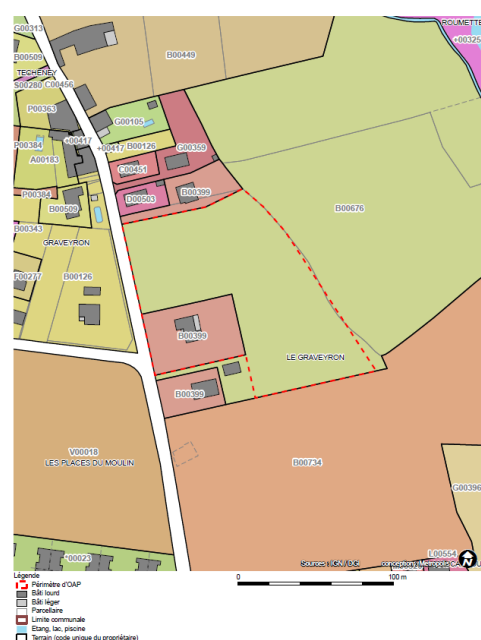 G00313
ROUMETTE
+00325
B00509
B00449
TECHENEY
S00280
C00456
P00363
G00105
+00417
+00417
B00126
P00384
A00183
G00359
C00451
P00384
D00503
B00399
B00509
B00676
B00343
GRAVEYRON
F00277
B00126
B00399
LE GRAVEYRON
B00399
V00018
LES PLACES DU MOULIN
B00734
G00396
*00023
L00554
Sources : IGN / DGI
conception : Métropole CA
Légende
Périmètre d'OAP
Bâti lourd
Bâti léger
Parcellaire
Limite communale
Etang, lac, piscine
Terrain (code unique du propriétaire)
0
100 m